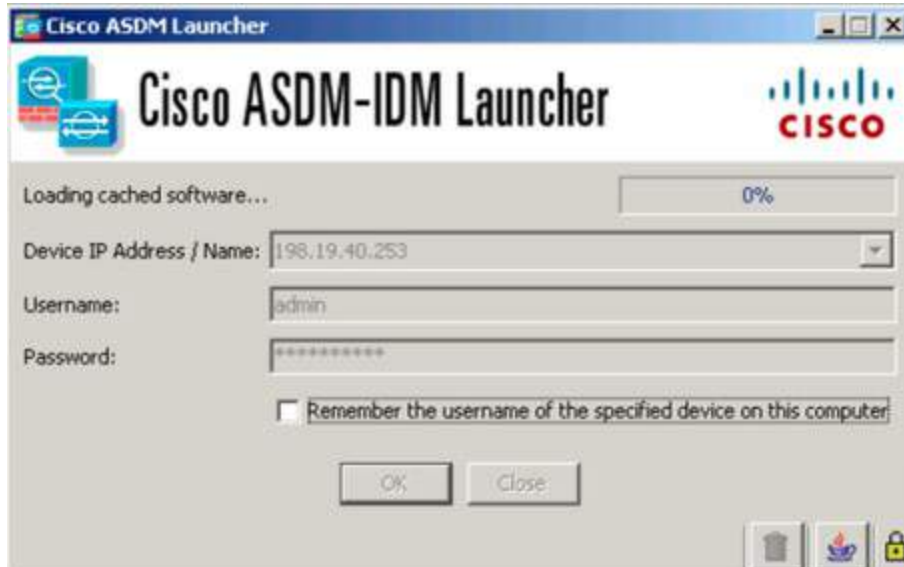 Cisco ASDM Launcher
Cisco ASDM-IDM Launcher
CISCO
Loading cached software...
0%
Device IP Address / Name:
198.19.40.253
Username:
admin
Password:
**********
Remember the username of the specified device on this computer
OK
Close